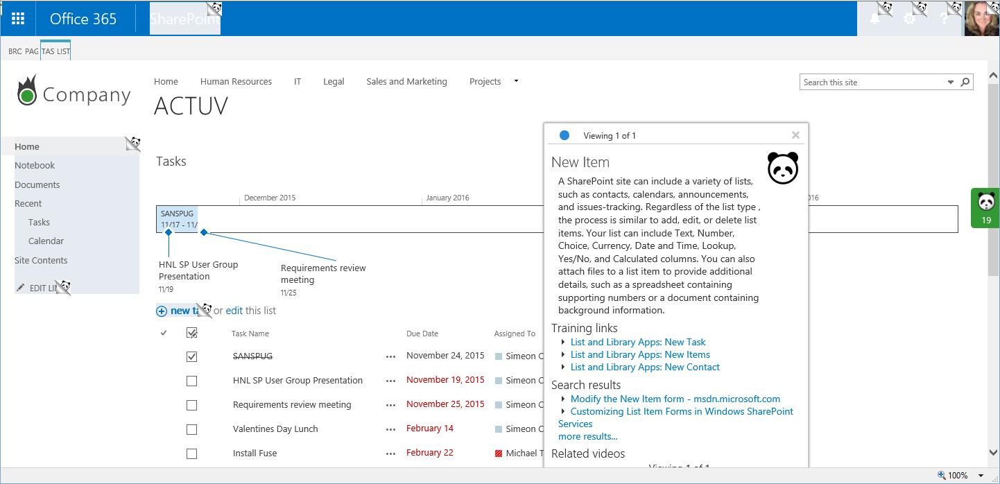 Office 365
SharePoint
BRC PAG TAS LIST
Company
Home Human Resources IT Legal Sales and Marketing Projects
Search this site
ACTUV
Home
Notebook
Documents
Recent
Tasks
Calendar
Site Contents
EDIT LIN
Tasks
December 2015 January 2016 016
SANSPUG
11/17 - 11/
HNL SP User Group
Presentation
11/19
Requirements review
meeting
11/25
new ta or edit this list
Task Name Due Date Assigned To
SANSPUG ... November 24, 2015 Simeon C
HNL SP User Group Presentation ... November 19, 2015 Simeon C
Requirements review meeting ... November 25, 2015 Simeon C
Valentines Day Lunch ... February 14 Simeon C
Install Fuse ... February 22 Michael T
Viewing 1 of 1
New Item
A SharePoint site can include a variety of lists,
such as contacts, calendars, announcements,
and issues-tracking. Regardless of the list type ,
the process is similar to add, edit, or delete list
items. Your list can include Text, Number,
Choice, Currency, Date and Time, Lookup,
Yes/No, and Calculated columns. You can also
attach files to a list item to provide additional
details, such as a spreadsheet containing
supporting numbers or a document containing
background information.
Training links
List and Library Apps: New Task
List and Library Apps: New Items
List and Library Apps: New Contact
Search results
Modify the New Item form - msdn.microsoft.com
Customizing List Item Forms in Windows SharePoint
Services
more results...
Related videos
Viewing 1 of 1
19
100%